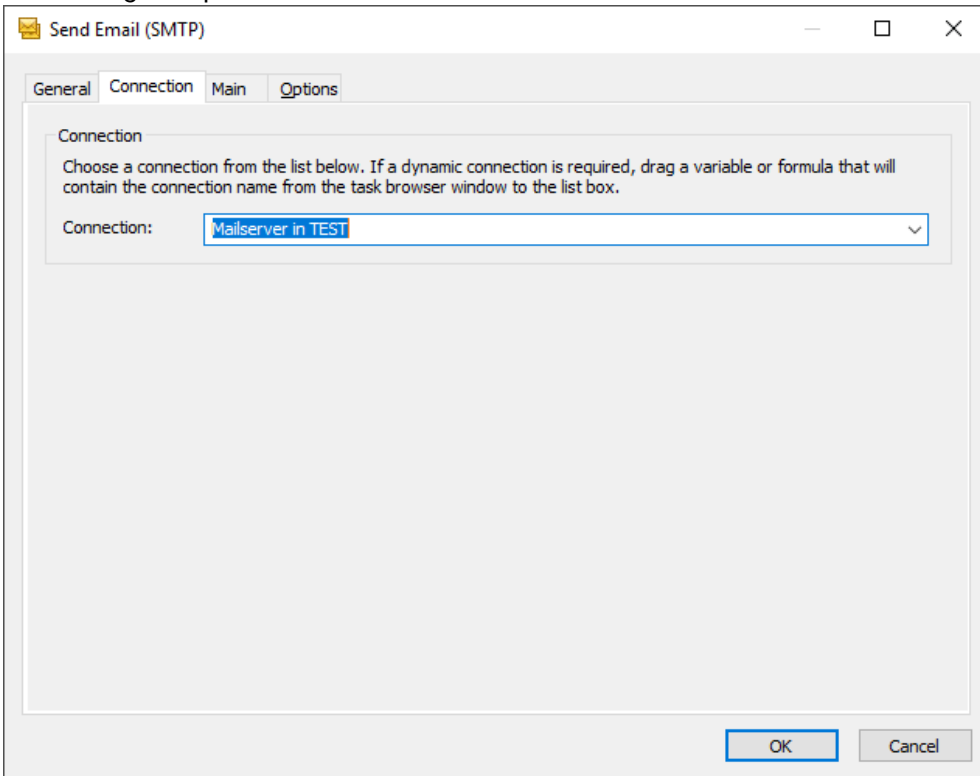 Send Email (SMTP)
General Connection Main Options
Connection
Choose a connection from the list below. If a dynamic connection is required, drag a variable or formula that will
contain the connection name from the task browser window to the list box.
Connection: Mailserver in TEST
OK Cancel